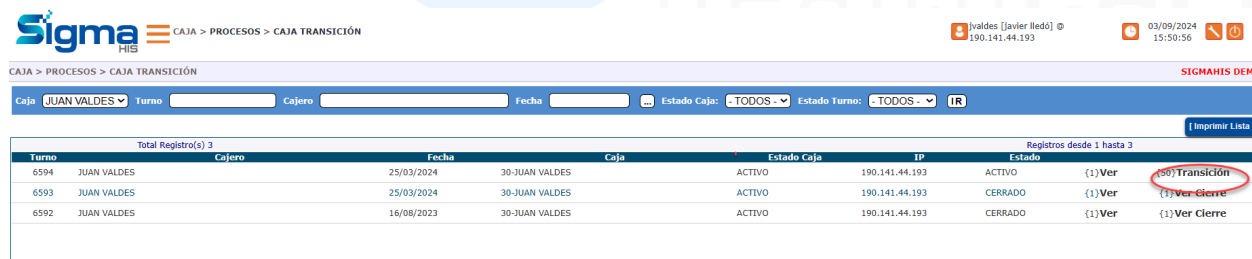 Sigma
HIS
CAJA > PROCESOS > CAJA TRANSICIÓN
jvaldes [Javier lledó] @
190.141.44.193
03/09/2024
15:50:56
CAJA > PROCESOS > CAJA TRANSICIÓN SIGMAHIS DEM
Caja JUAN VALDES Turno Cajero Fecha ... Estado Caja: - TODOS - Estado Turno: - TODOS - IR
[ Imprimir Lista
Total Registro(s) 3 Registros desde 1 hasta 3
Turno Cajero Fecha Caja Estado Caja IP Estado
6594 JUAN VALDES 25/03/2024 30-JUAN VALDES ACTIVO 190.141.44.193 ACTIVO {1}Ver {50}Transición
6593 JUAN VALDES 25/03/2024 30-JUAN VALDES ACTIVO 190.141.44.193 CERRADO {1}Ver {1}Ver Cierre
6592 JUAN VALDES 16/08/2023 30-JUAN VALDES ACTIVO 190.141.44.193 CERRADO {1}Ver {1}Ver Cierre